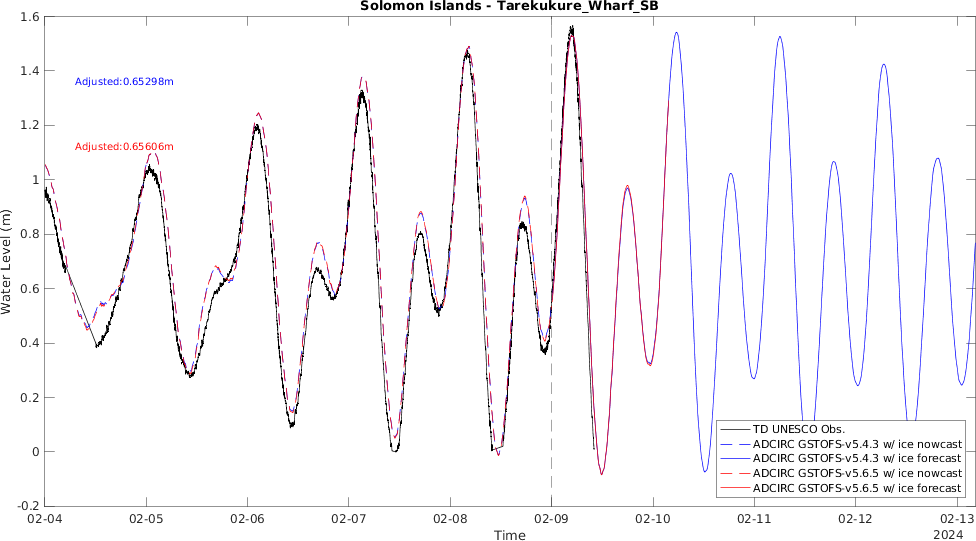 Solomon Islands - Tarekukure_Wharf_SB
1.6
1.4
1.2
1
0.8
0.6
0.4
0.2
0
-0.2
Water Level (m)
Adjusted:0.65298m
Adjusted:0.65606m
TD UNESCO Obs.
ADCIRC GSTOFS-v5.4.3 w/ ice nowcast
ADCIRC GSTOFS-v5.4.3 w/ ice forecast
ADCIRC GSTOFS-v5.6.5 w/ ice nowcast
ADCIRC GSTOFS-v5.6.5 w/ ice forecast
02-04 02-05 02-06 02-07 02-08 02-09 02-10 02-11 02-12 02-13
Time
2024